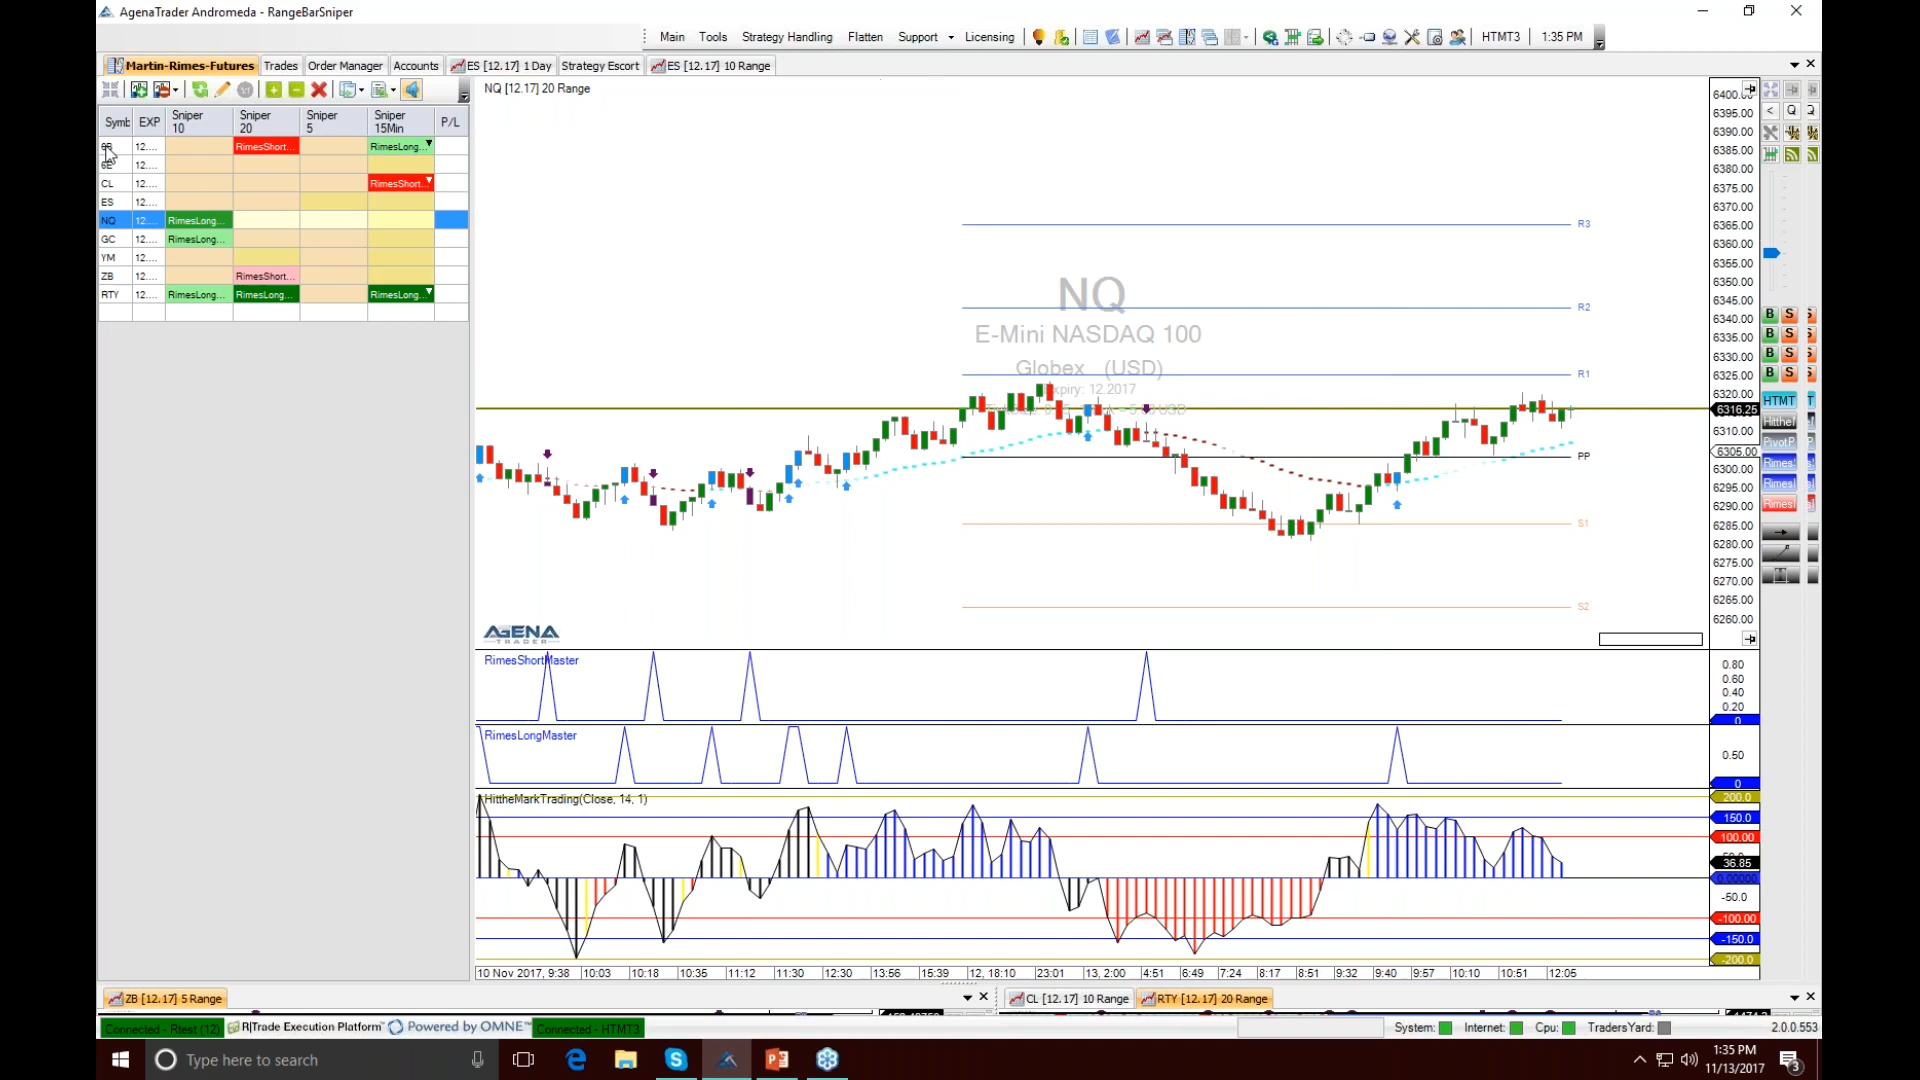 AgenaTrader Andromeda - RangeBarSniper
Main Tools Strategy Handling Flatten Support Licensing HTMT3 1:35 PM
Martin-Rimes-Futures Trades Order Manager Accounts ES [12.17] 1 Day Strategy Escort ES [12.17] 10 Range
NQ [12.17] 20 Range
Symb EXP Sniper 10 Sniper 20 Sniper 5 Sniper 15Min P/L
12.... RimesShort... RimesLong...
6E 12....
CL 12.... RimesShort...
ES 12....
NQ 12.... RimesLong...
GC 12.... RimesLong...
YM 12....
ZB 12.... RimesShort...
RTY 12.... RimesLong... RimesLong... RimesLong...
NQ
E-Mini NASDAQ 100
Globex (USD)
Expiry: 12.2017
R3
R2
R1
PP
S1
S2
6395.00
6390.00
6385.00
6380.00
6375.00
6370.00
6365.00
6360.00
6355.00
6350.00
6345.00
6340.00
6335.00
6330.00
6325.00
6320.00
6316.25
6310.00
6305.00
6300.00
6295.00
6290.00
6285.00
6280.00
6275.00
6270.00
6265.00
6260.00
< Q
B S
B S
B S
B S
HTMT
Hitthe
PivotP
Rimes
Rimes
Rimes
AGENA
TRADER
RimesShortMaster
0.80
0.60
0.40
0.20
0
RimesLongMaster
0.50
0
HittheMarkTrading(Close, 14, 1)
200.0
150.0
100.00
36.85
0.00000
-50.0
-100.00
-150.0
-200.0
10 Nov 2017, 9:38 10:03 10:18 10:35 11:12 11:30 12:30 13:56 15:39 12, 18:10 23:01 13, 2:00 4:51 6:49 7:24 8:17 8:51 9:32 9:40 9:57 10:10 10:51 12:05
ZB [12.17] 5 Range CL [12.17] 10 Range RTY [12.17] 20 Range
Connected - Rtest (12) R|Trade Execution Platform™ Powered by OMNE™ Connected - HTMT3 System: Internet: Cpu: TradersYard: 2.0.0.553
Type here to search
1:35 PM
11/13/2017
3